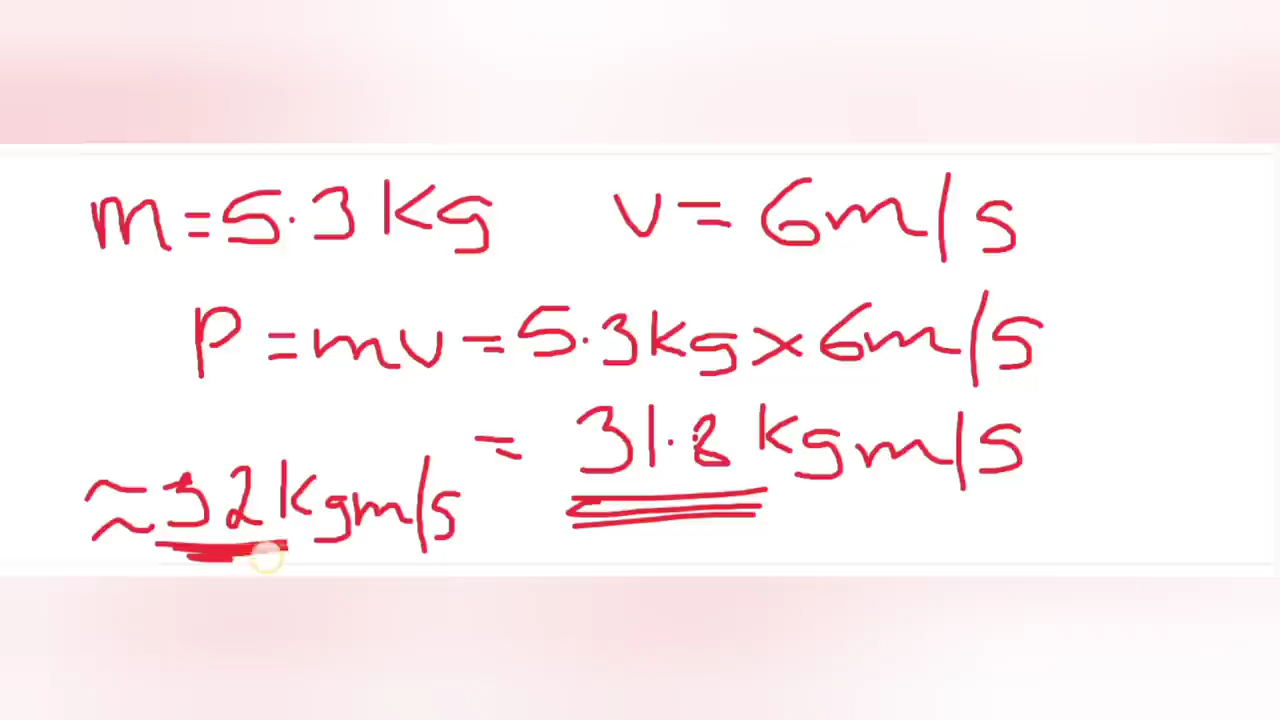 m=5.3kg v=6m/s
P=mv=5.3kg×6m/s
= 31.8kgm/s
≈32kgm/s